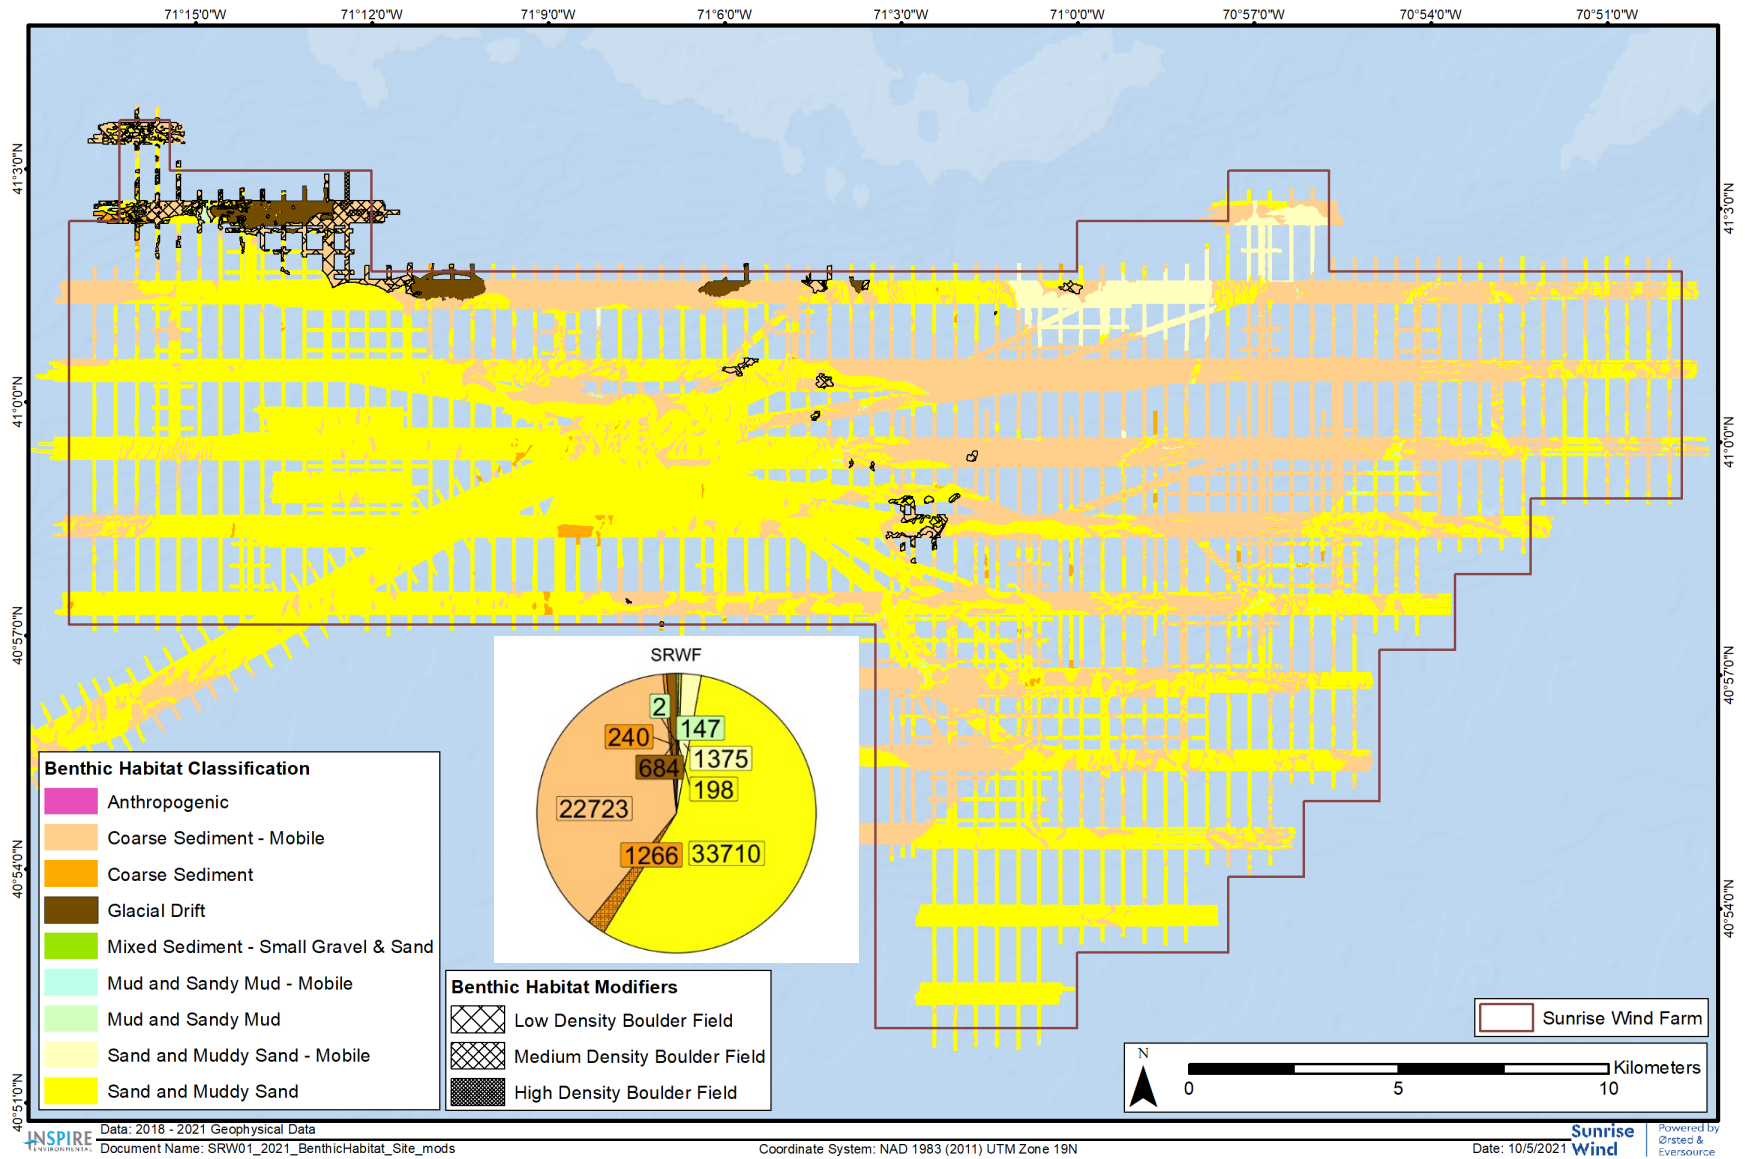 71°15'0"W 71°12'0"W 71°9'0"W 71°6'0"W 71°3'0"W 71°0'0"W 70°57'0"W 70°54'0"W 70°51'0"W
41°3'0"N
41°0'0"N
40°57'0"N
40°54'0"N
40°51'0"N
41°3'0"N
41°0'0"N
40°57'0"N
40°54'0"N
SRWF
2
147
240
1375
684
198
22723
1266
33710
Benthic Habitat Classification
Anthropogenic
Coarse Sediment - Mobile
Coarse Sediment
Glacial Drift
Mixed Sediment - Small Gravel & Sand
Mud and Sandy Mud - Mobile
Mud and Sandy Mud
Sand and Muddy Sand - Mobile
Sand and Muddy Sand
Benthic Habitat Modifiers
Low Density Boulder Field
Medium Density Boulder Field
High Density Boulder Field
Sunrise Wind Farm
N
Kilometers
0 5 10
INSPIRE
ENVIRONMENTAL
Data: 2018 - 2021 Geophysical Data
Document Name: SRW01_2021_BenthicHabitat_Site_mods
Coordinate System: NAD 1983 (2011) UTM Zone 19N
Date: 10/5/2021
Sunrise
Wind
Powered by
Ørsted &
Eversource